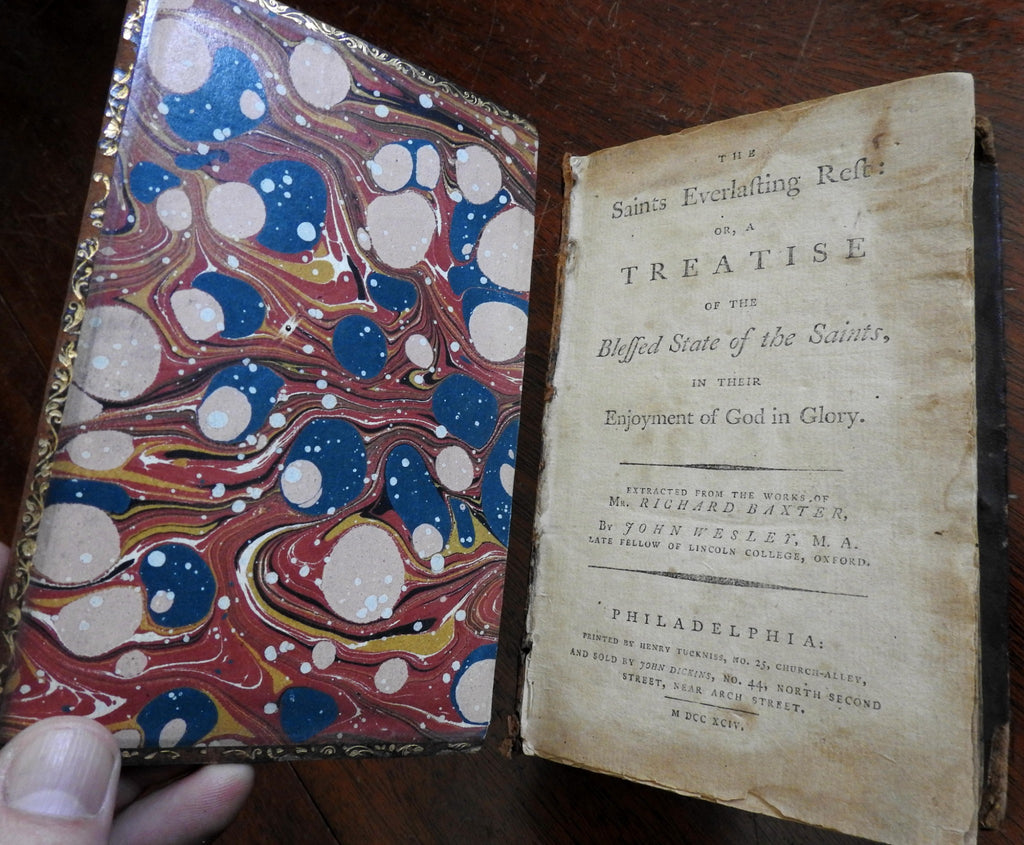 THE
Saints Everlaſting Reſt:
OR, A
TREATISE
OF THE
Bleſſed State of the Saints,
IN THEIR
Enjoyment of God in Glory.
EXTRACTED FROM THE WORKS OF
Mr. RICHARD BAXTER,
By JOHN WESLEY, M. A.
LATE FELLOW OF LINCOLN COLLEGE, OXFORD.
PHILADELPHIA:
PRINTED BY HENRY TUCKNISS, NO. 25, CHURCH-ALLEY,
AND SOLD BY JOHN DICKINS, NO. 44, NORTH SECOND
STREET, NEAR ARCH STREET.
M DCC XCIV.